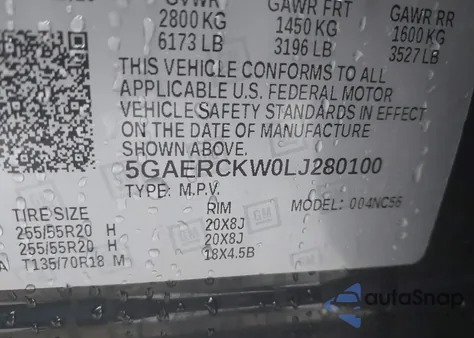 GVWR GAWR FRT GAWR RR
2800 KG 1450 KG 1600 KG
6173 LB 3196 LB 3527 LB
THIS VEHICLE CONFORMS TO ALL
APPLICABLE U.S. FEDERAL MOTOR
VEHICLE SAFETY STANDARDS IN EFFECT
ON THE DATE OF MANUFACTURE
SHOWN ABOVE.
5GAERCKW0LJ280100
TYPE: M.P.V. MODEL: 004NC56
TIRE SIZE RIM
255/55R20 H 20X8J
255/55R20 H 20X8J
T135/70R18 M 18X4.5B
GM
autaSnap